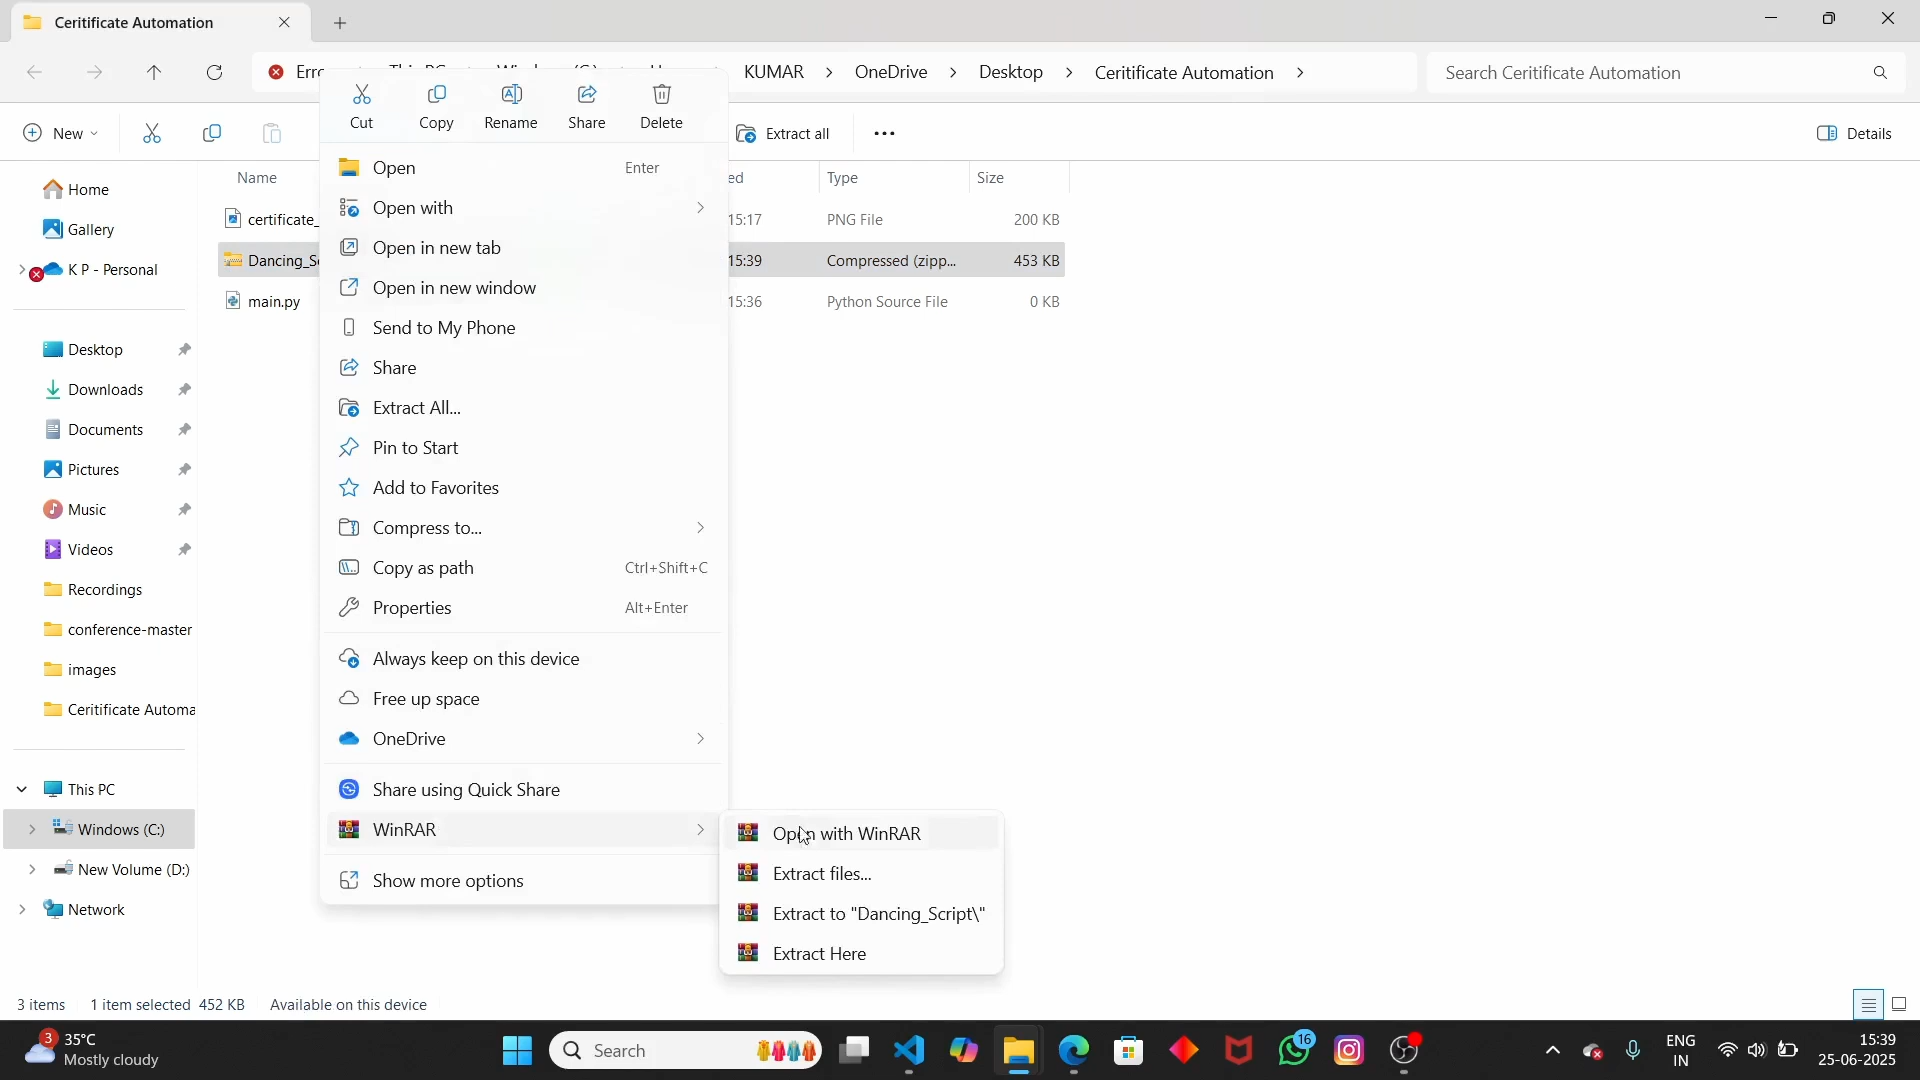 Ceritificate Automation
KUMAR > OneDrive > Desktop > Ceritificate Automation >
Search Ceritificate Automation
New
Cut
Copy
Rename
Share
Delete
Extract all
Details
Name
Type
Size
Home
Gallery
K P - Personal
Desktop
Downloads
Documents
Pictures
Music
Videos
Recordings
conference-master
images
Ceritificate Automa
This PC
Windows (C:)
New Volume (D:)
Network
certificate_
15:17
PNG File
200 KB
15:39
Compressed (zipp...
453 KB
main.py
15:36
Python Source File
0 KB
Open
Enter
Open with
Open in new tab
Open in new window
Send to My Phone
Share
Extract All...
Pin to Start
Add to Favorites
Compress to...
Copy as path
Ctrl+Shift+C
Properties
Alt+Enter
Always keep on this device
Free up space
OneDrive
Share using Quick Share
WinRAR
Show more options
Open with WinRAR
Extract files...
Extract to "Dancing_Script\"
Extract Here
3 items
1 item selected 452 KB
Available on this device
3
35°C
Mostly cloudy
Search
16
ENG
IN
15:39
25-06-2025